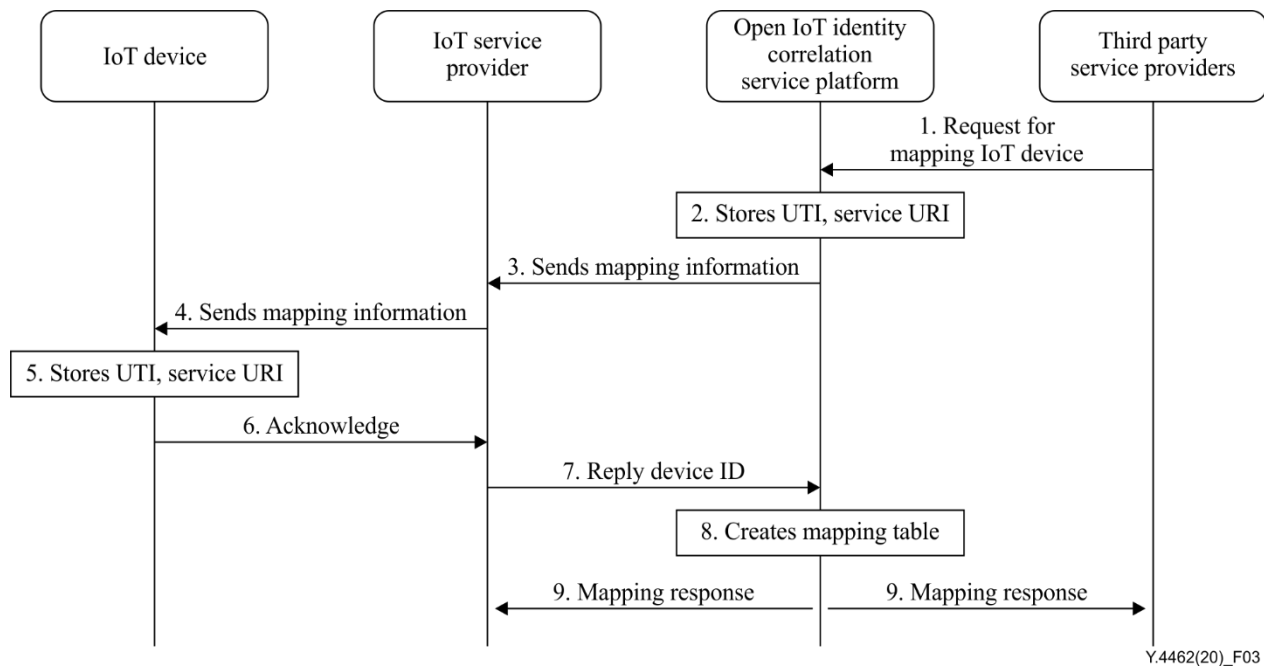 IoT device
IoT service
provider
Open IoT identity
correlation
service platform
Third party
service providers
1. Request for
mapping IoT device
2. Stores UTI, service URI
3. Sends mapping information
4. Sends mapping information
5. Stores UTI, service URI
6. Acknowledge
7. Reply device ID
8. Creates mapping table
9. Mapping response
9. Mapping response
Y.4462(20)_F03